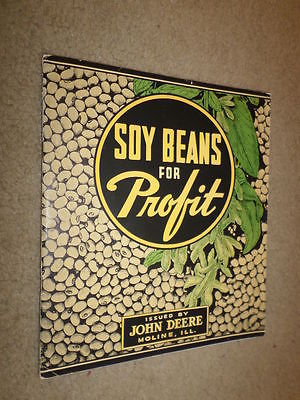 SOY BEANS
FOR
Profit
ISSUED BY
JOHN DEERE
MOLINE, ILL.